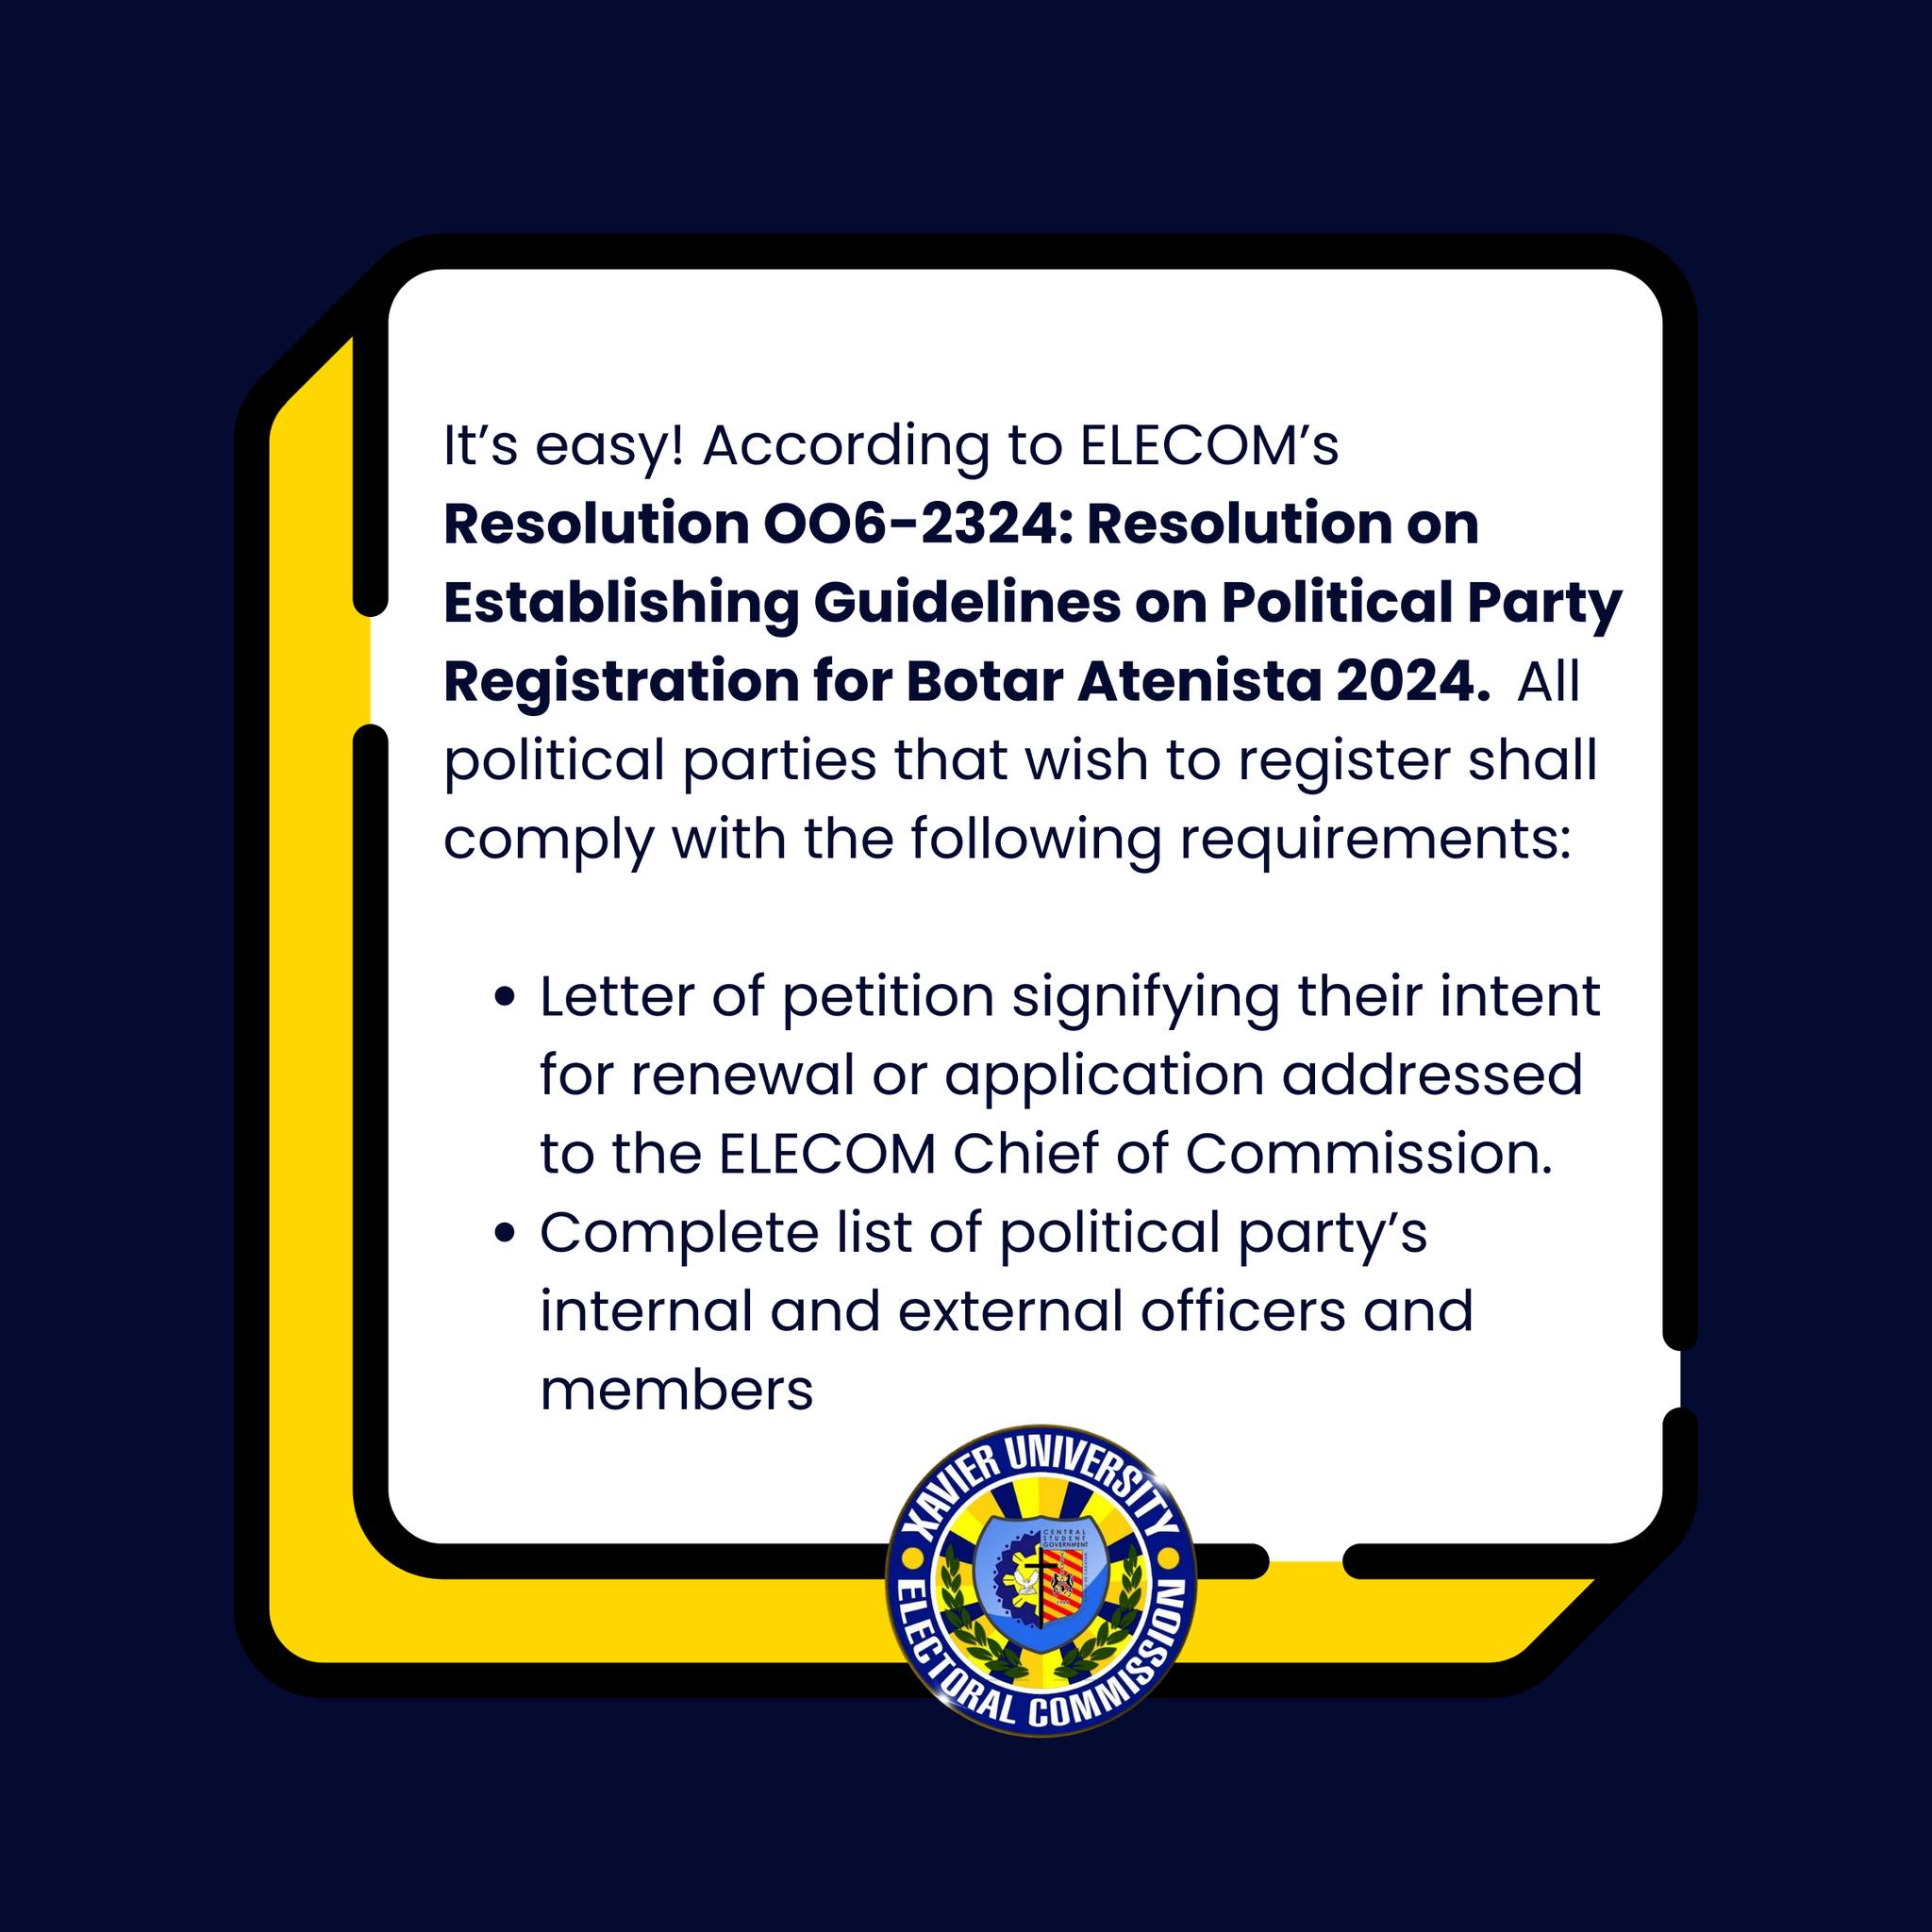 It’s easy! According to ELECOM’s
Resolution OO6-2324: Resolution on
Establishing Guidelines on Political Party
Registration for Botar Atenista 2024. All
political parties that wish to register shall
comply with the following requirements:
• Letter of petition signifying their intent
for renewal or application addressed
to the ELECOM Chief of Commission.
• Complete list of political party’s
internal and external officers and
members
XAVIER UNIVERSITY
CENTRAL
STUDENT
GOVERNMENT
ELECTORAL COMMISSION